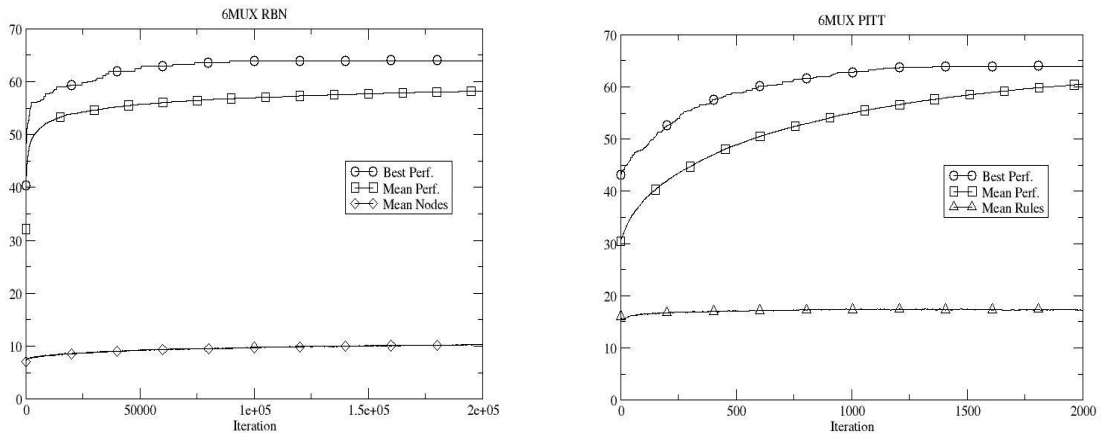 6MUX RBN
70
60
50
40
30
20
10
0
Best Perf.
Mean Perf.
Mean Nodes
0
50000
1e+05
1.5e+05
2e+05
Iteration
6MUX PITT
70
60
50
40
30
20
10
0
Best Perf.
Mean Perf.
Mean Rules
0
500
1000
1500
2000
Iteration